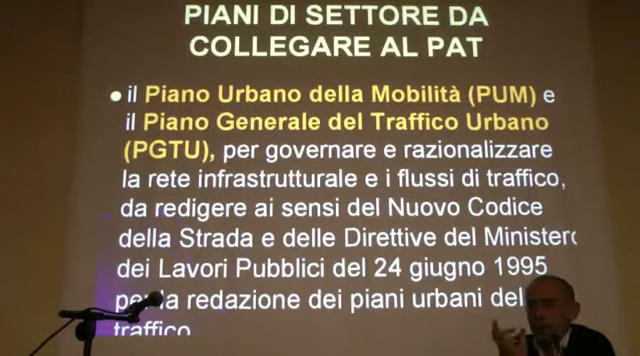 PIANI DI SETTORE DA
COLLEGARE AL PAT
il Piano Urbano della Mobilità (PUM) e
il Piano Generale del Traffico Urbano
(PGTU), per governare e razionalizzare
la rete infrastrutturale e i flussi di traffico,
da redigere ai sensi del Nuovo Codice
della Strada e delle Direttive del Ministero
dei Lavori Pubblici del 24 giugno 1995
per la redazione dei piani urbani del
traffico